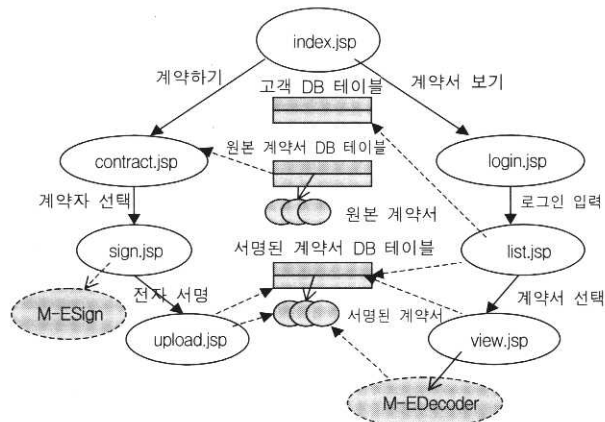 index.jsp
계약하기
계약서 보기
고객 DB 테이블
원본 계약서 DB 테이블
contract.jsp
login.jsp
계약자 선택
로그인 입력
원본 계약서
sign.jsp
서명된 계약서 DB 테이블
list.jsp
전자 서명
계약서 선택
M-ESign
서명된 계약서
upload.jsp
view.jsp
M-EDecoder